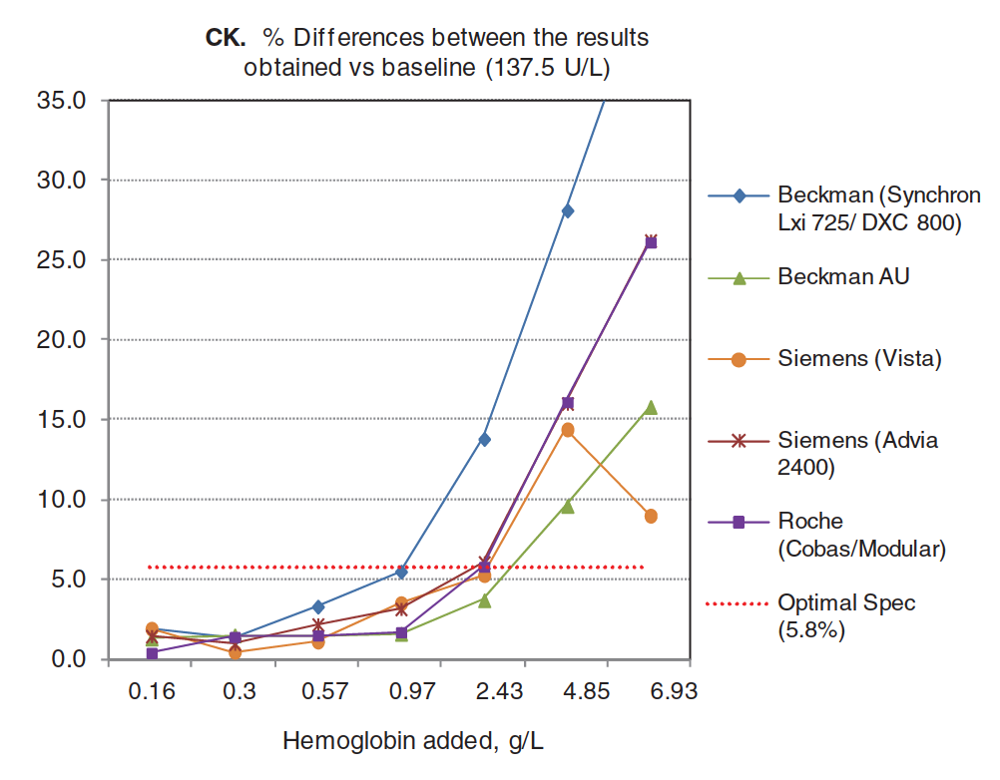 CK. % Differences between the results
obtained vs baseline (137.5 U/L)
35.0
30.0
25.0
20.0
15.0
10.0
5.0
0.0
0.16 0.3 0.57 0.97 2.43 4.85 6.93
Hemoglobin added, g/L
Beckman (Synchron
Lxi 725/ DXC 800)
Beckman AU
Siemens (Vista)
Siemens (Advia
2400)
Roche
(Cobas/Modular)
Optimal Spec
(5.8%)